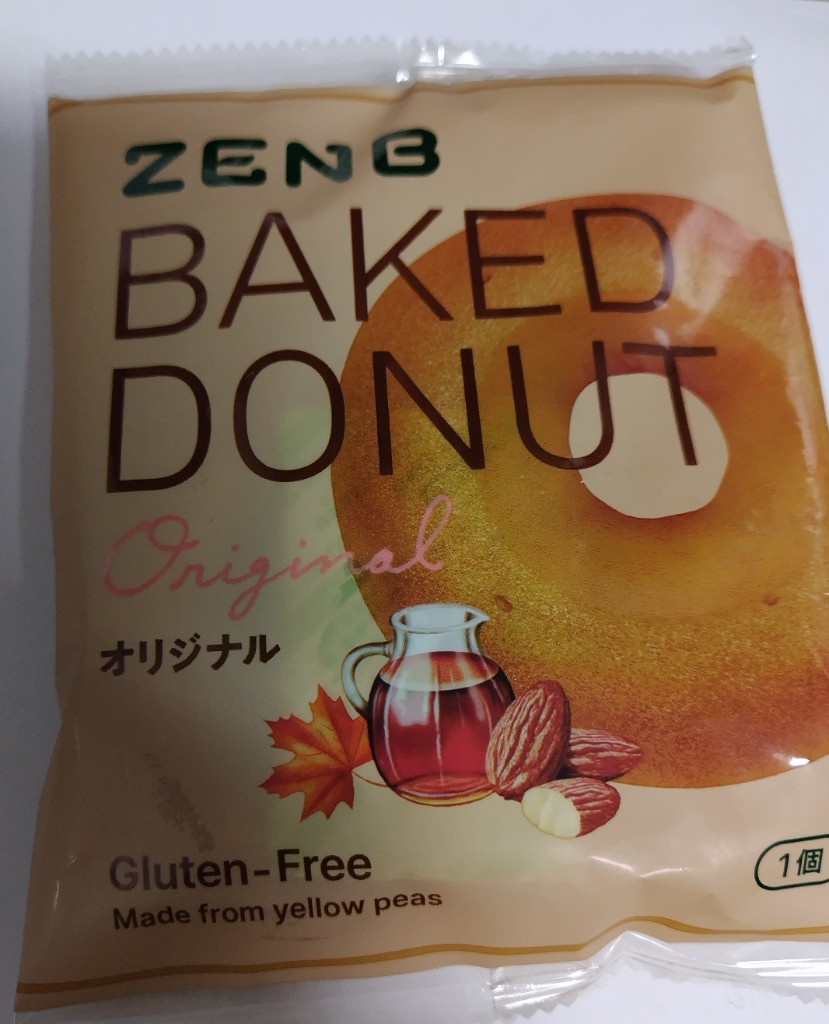 ZENB
BAKED
DONUT
Original
オリジナル
Gluten-Free
Made from yellow peas
1個